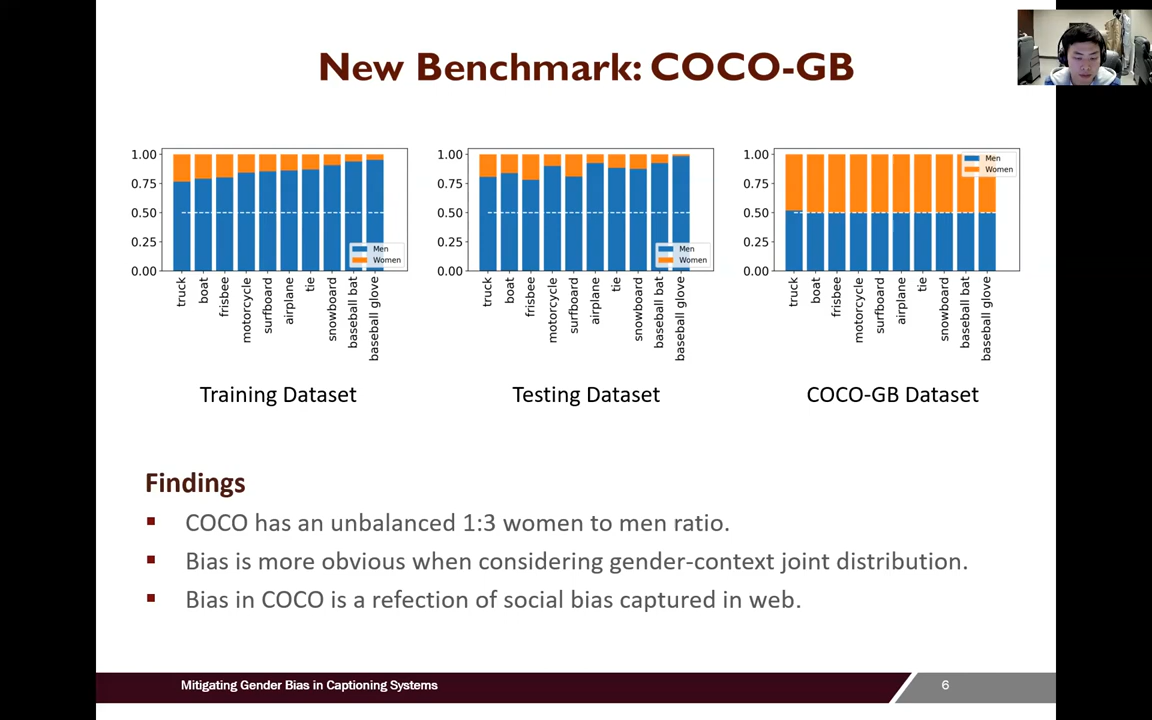 New Benchmark: COCO-GB
1.00
0.75
0.50
0.25
0.00
Men
Women
truck
boat
frisbee
motorcycle
surfboard
airplane
tie
snowboard
baseball bat
baseball glove
Training Dataset
1.00
0.75
0.50
0.25
0.00
Men
Women
truck
boat
frisbee
motorcycle
surfboard
airplane
tie
snowboard
baseball bat
baseball glove
Testing Dataset
1.00
0.75
0.50
0.25
0.00
Men
Women
truck
boat
frisbee
motorcycle
surfboard
airplane
tie
snowboard
baseball bat
baseball glove
COCO-GB Dataset
Findings
COCO has an unbalanced 1:3 women to men ratio.
Bias is more obvious when considering gender-context joint distribution.
Bias in COCO is a refection of social bias captured in web.
Mitigating Gender Bias in Captioning Systems
6